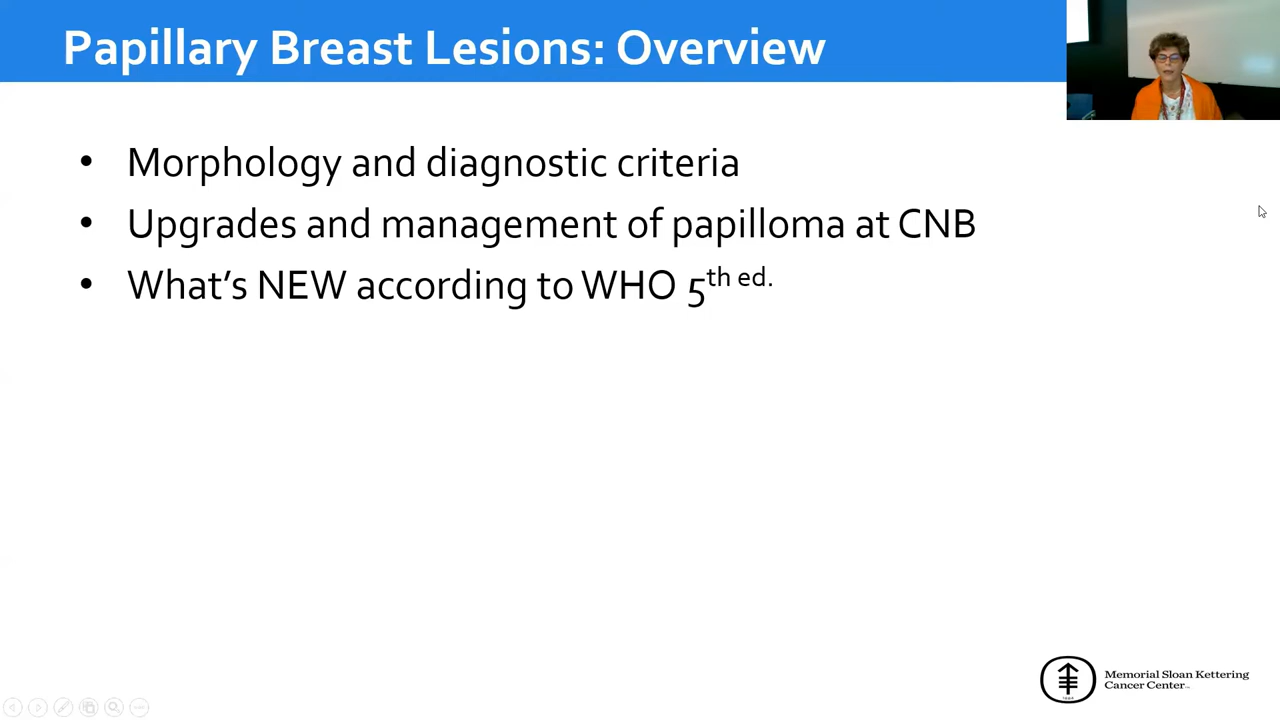 Papillary Breast Lesions: Overview
• Morphology and diagnostic criteria
• Upgrades and management of papilloma at CNB
• What's NEW according to WHO 5th ed.
Memorial Sloan Kettering
Cancer Center